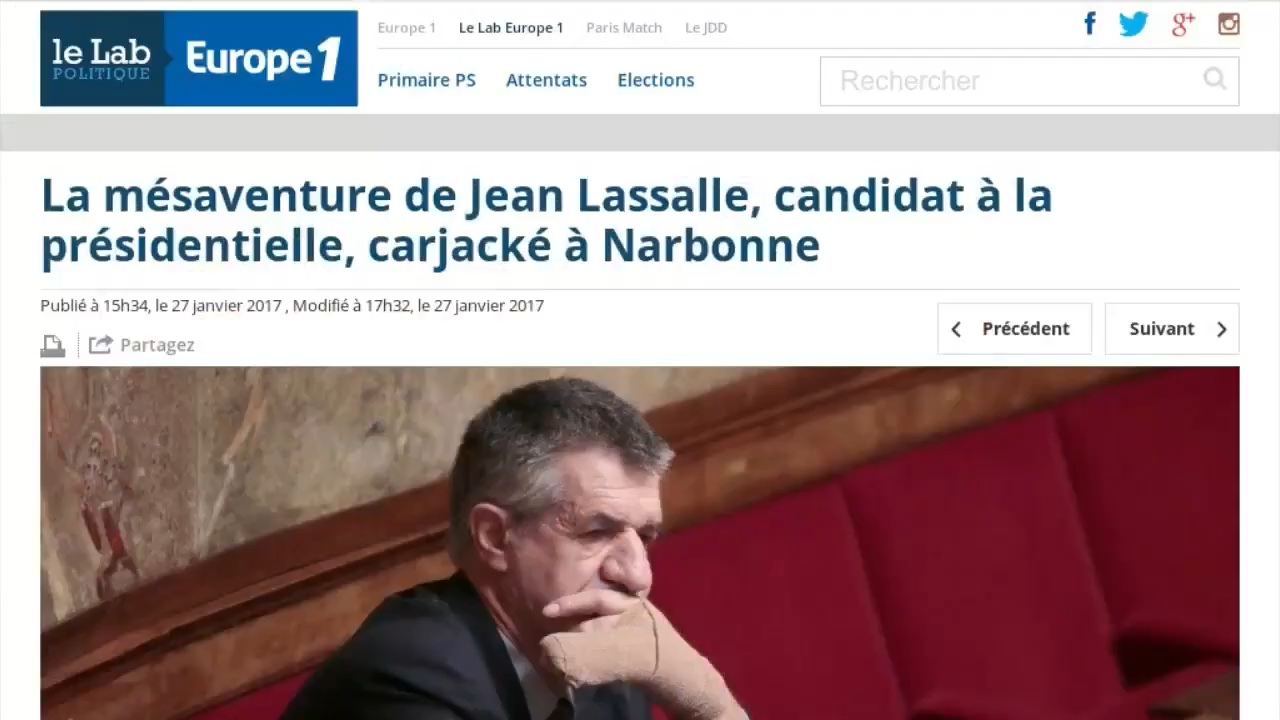 le Lab
POLITIQUE
Europe 1
Europe 1 Le Lab Europe 1 Paris Match Le JDD
Primaire PS Attentats Elections
Rechercher
La mésaventure de Jean Lassalle, candidat à la
présidentielle, carjacké à Narbonne
Publié à 15h34, le 27 janvier 2017 , Modifié à 17h32, le 27 janvier 2017
Partagez
Précédent
Suivant